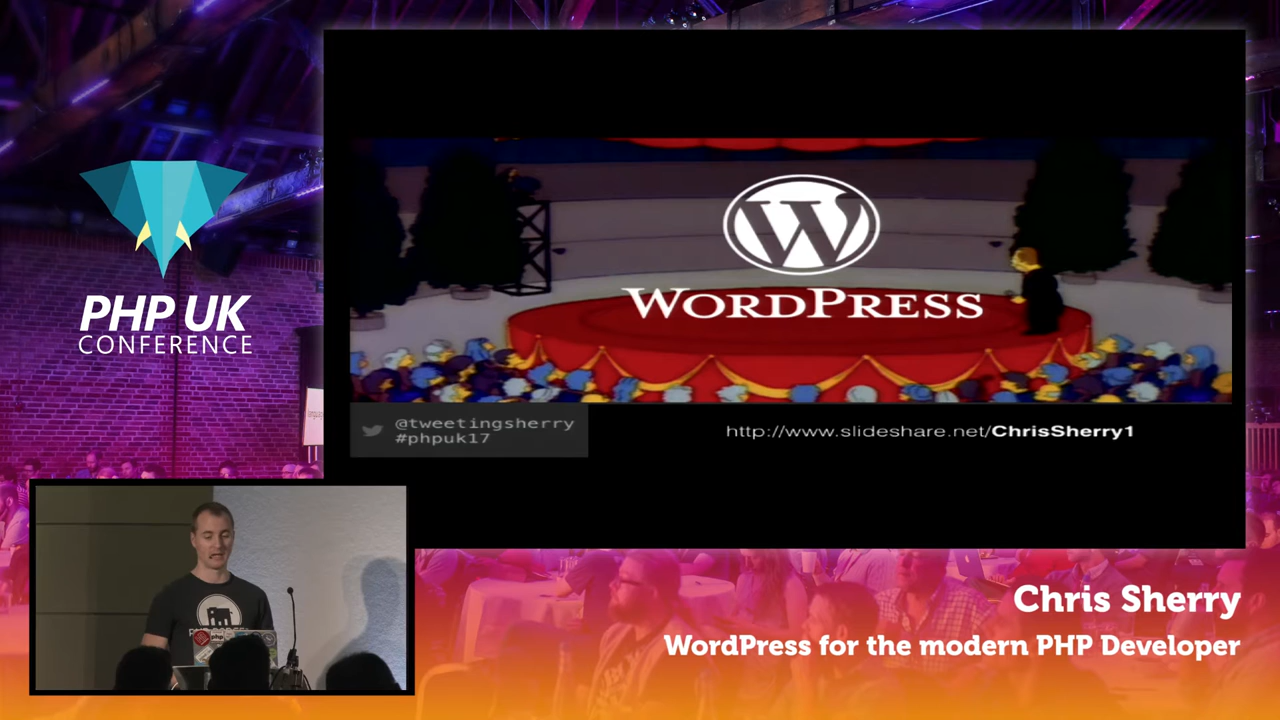 PHP UK
CONFERENCE
WORDPRESS
@tweetingsherry
#phpuk17
http://www.slideshare.net/ChrisSherry1
Chris Sherry
WordPress for the modern PHP Developer